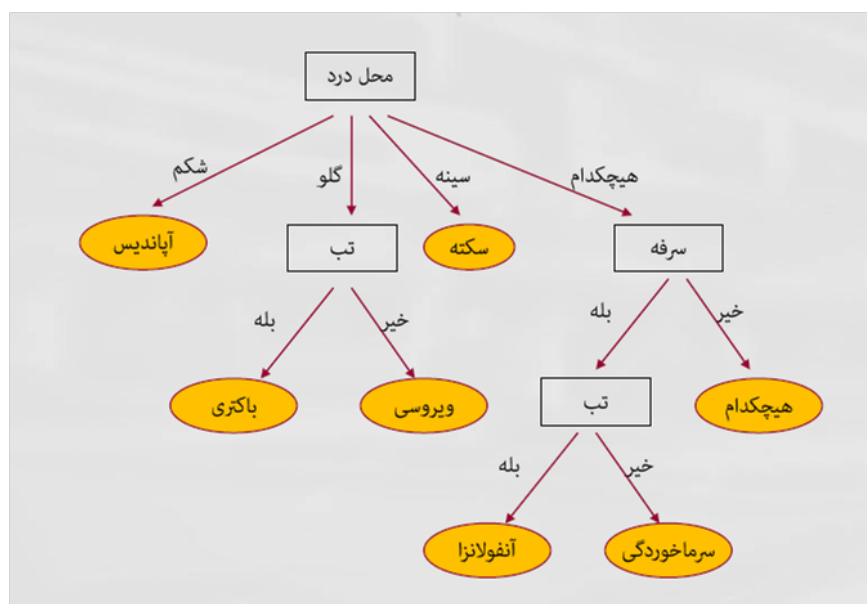 محل درد
هیچکدام
سینه
گلو
شکم
سرفه
سکته
تب
آپاندیس
خیر
بله
خیر
بله
هیچکدام
تب
ویروسی
باکتری
خیر
بله
سرماخوردگی
آنفولانزا